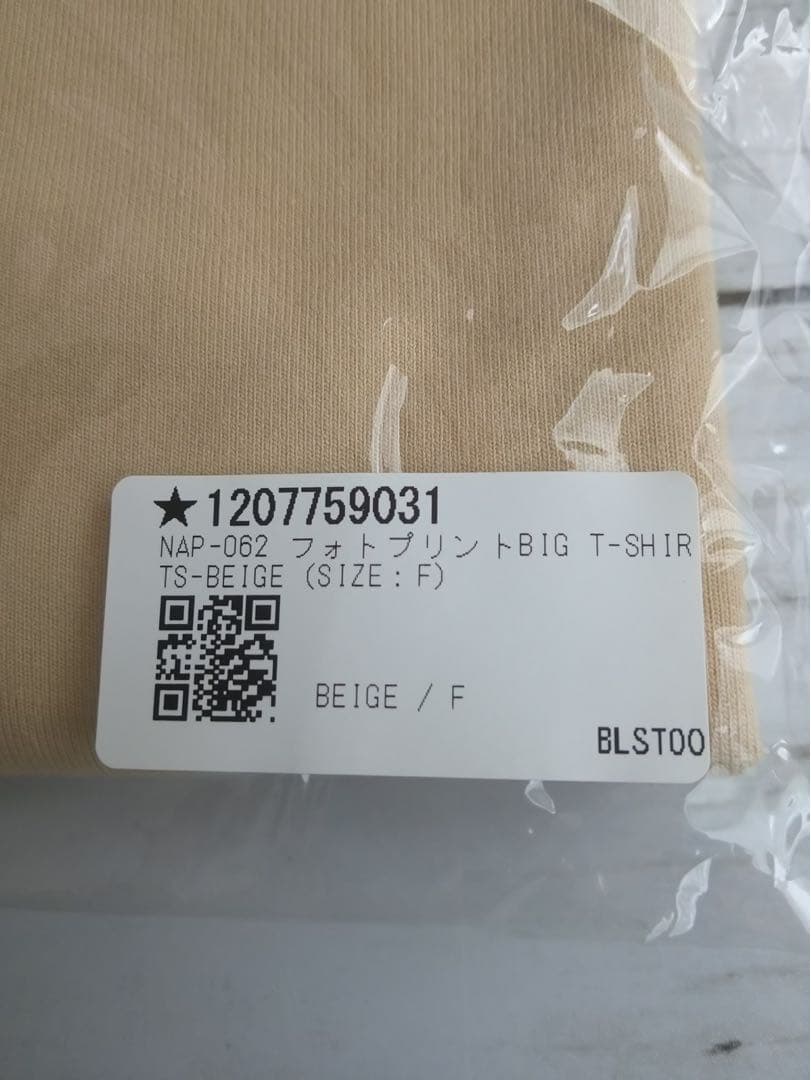 ★1207759031
NAP-062 フォトプリントBIG T-SHIR
TS-BEIGE (SIZE:F)
BEIGE / F
BLST00